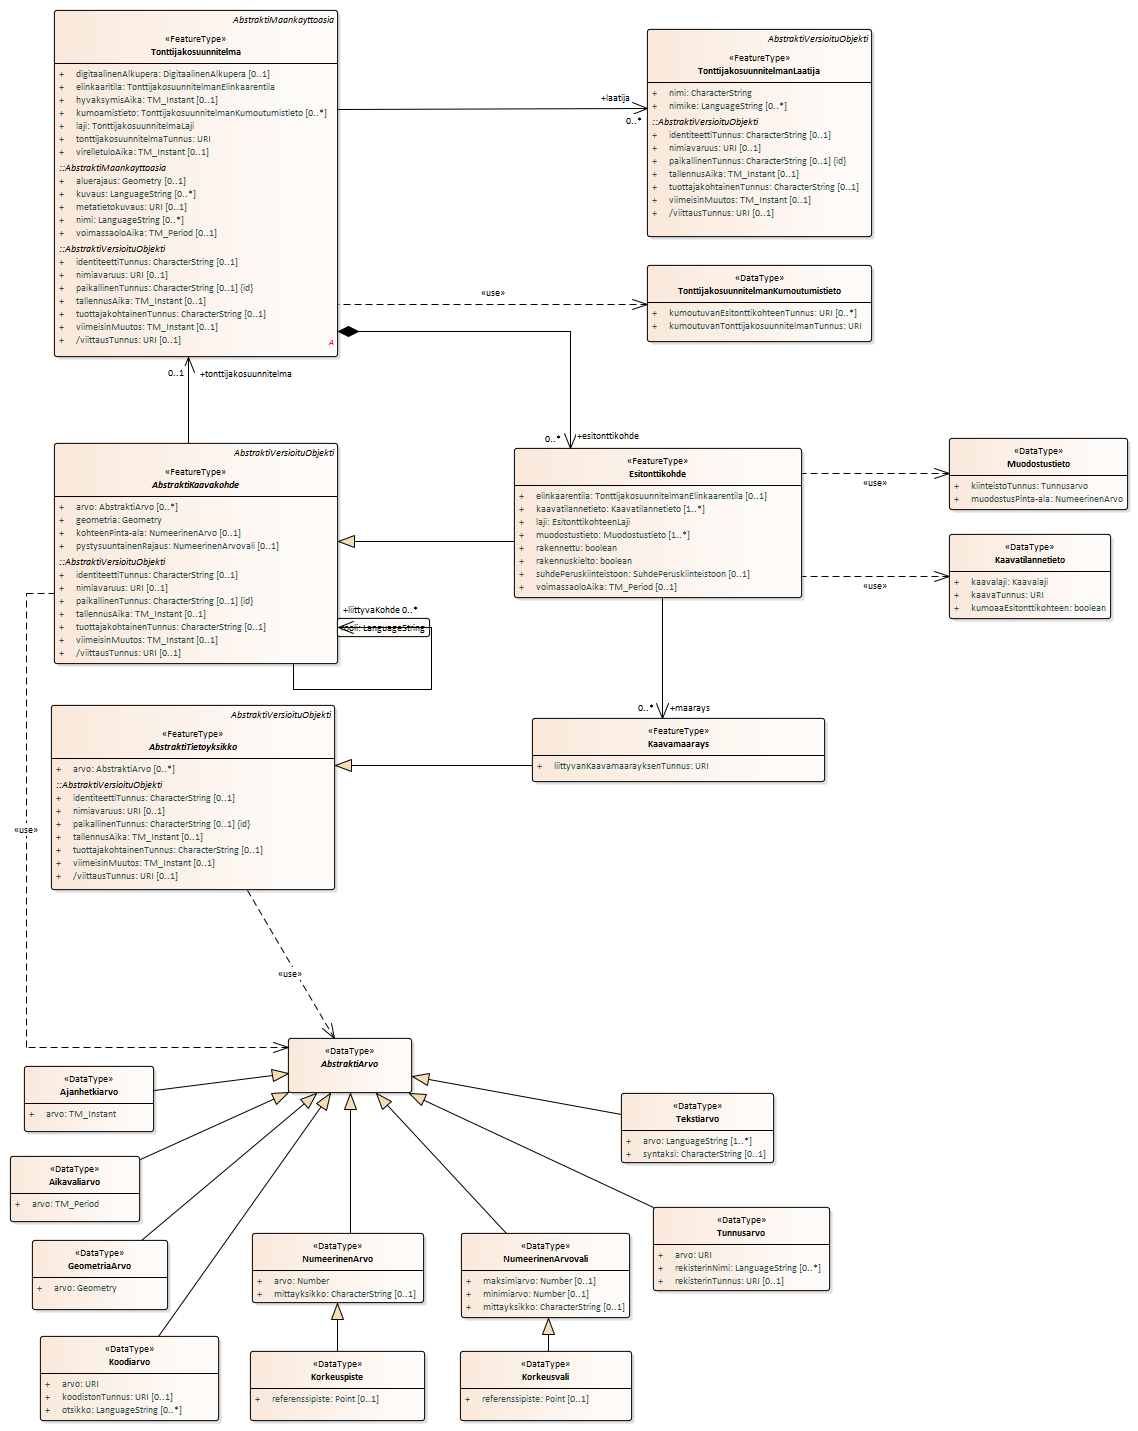 AbstraktiMaankayttoasia
«FeatureType»
Tonttijakosuunnitelma
+ digitaalinenAlkupera: DigitaalinenAlkupera [0..1]
+ elinkaaritila: TonttijakosuunnitelmanElinkaarentila
+ hyvaksymisAika: TM_Instant [0..1]
+ kumoamistieto: TonttijakosuunnitelmanKumoutumistieto [0..*]
+ laji: TonttijakosuunnitelmaLaji
+ tonttijakosuunnitelmaTunnus: URI
+ virelletuloAika: TM_Instant [0..1]
::AbstraktiMaankayttoasia
+ aluerajaus: Geometry [0..1]
+ kuvaus: LanguageString [0..*]
+ metatietokuvaus: URI [0..1]
+ nimi: LanguageString [0..*]
+ voimassaoloAika: TM_Period [0..1]
::AbstraktiVersioituObjekti
+ identiteettiTunnus: CharacterString [0..1]
+ nimiavaruus: URI [0..1]
+ paikallinenTunnus: CharacterString [0..1] {id}
+ tallennusAika: TM_Instant [0..1]
+ tuottajakohtainenTunnus: CharacterString [0..1]
+ viimeisinMuutos: TM_Instant [0..1]
+ /viittausTunnus: URI [0..1]
A
+laatija
0..*
AbstraktiVersioituObjekti
«FeatureType»
TonttijakosuunnitelmanLaatija
+ nimi: CharacterString
+ nimike: LanguageString [0..*]
::AbstraktiVersioituObjekti
+ identiteettiTunnus: CharacterString [0..1]
+ nimiavaruus: URI [0..1]
+ paikallinenTunnus: CharacterString [0..1] {id}
+ tallennusAika: TM_Instant [0..1]
+ tuottajakohtainenTunnus: CharacterString [0..1]
+ viimeisinMuutos: TM_Instant [0..1]
+ /viittausTunnus: URI [0..1]
«use»
«DataType»
TonttijakosuunnitelmanKumoutumistieto
+ kumoutuvanEsitonttikohteenTunnus: URI [0..*]
+ kumoutuvanTonttijakosuunnitelmanTunnus: URI
0..1 +tonttijakosuunnitelma
0..* +esitonttikohde
AbstraktiVersioituObjekti
«FeatureType»
AbstraktiKaavakohde
+ arvo: AbstraktiArvo [0..*]
+ geometria: Geometry
+ kohteenPinta-ala: NumeerinenArvo [0..1]
+ pystysuuntainenRajaus: NumeerinenArvovali [0..1]
::AbstraktiVersioituObjekti
+ identiteettiTunnus: CharacterString [0..1]
+ nimiavaruus: URI [0..1]
+ paikallinenTunnus: CharacterString [0..1] {id}
+ tallennusAika: TM_Instant [0..1]
+ tuottajakohtainenTunnus: CharacterString [0..1]
+ viimeisinMuutos: TM_Instant [0..1]
+ /viittausTunnus: URI [0..1]
+liittyvaKohde 0..*
LanguageString
«FeatureType»
Esitonttikohde
+ elinkaarentila: TonttijakosuunnitelmanElinkaarentila [0..1]
+ kaavatilannetieto: Kaavatilannetieto [1..*]
+ laji: EsitonttikohteenLaji
+ muodostustieto: Muodostustieto [1..*]
+ rakennettu: boolean
+ rakennuskielto: boolean
+ suhdePeruskiinteistoon: SuhdePeruskiinteistoon [0..1]
+ voimassaoloAika: TM_Period [0..1]
«use»
«DataType»
Muodostustieto
+ kiinteistoTunnus: Tunnusarvo
+ muodostusPinta-ala: NumeerinenArvo
«use»
«DataType»
Kaavatilannetieto
+ kaavalaji: Kaavalaji
+ kaavaTunnus: URI
+ kumoaaEsitonttikohteen: boolean
0..* +maarays
«FeatureType»
Kaavamaarays
+ liittyvanKaavamaarayksenTunnus: URI
AbstraktiVersioituObjekti
«FeatureType»
AbstraktiTietoyksikko
+ arvo: AbstraktiArvo [0..*]
::AbstraktiVersioituObjekti
+ identiteettiTunnus: CharacterString [0..1]
+ nimiavaruus: URI [0..1]
+ paikallinenTunnus: CharacterString [0..1] {id}
+ tallennusAika: TM_Instant [0..1]
+ tuottajakohtainenTunnus: CharacterString [0..1]
+ viimeisinMuutos: TM_Instant [0..1]
+ /viittausTunnus: URI [0..1]
«use»
«use»
«DataType»
AbstraktiArvo
«DataType»
Ajanhetkiarvo
+ arvo: TM_Instant
«DataType»
Tekstiarvo
+ arvo: LanguageString [1..*]
+ syntaksi: CharacterString [0..1]
«DataType»
Aikavaliarvo
+ arvo: TM_Period
«DataType»
Tunnusarvo
+ arvo: URI
+ rekisterinNimi: LanguageString [0..*]
+ rekisterinTunnus: URI [0..1]
«DataType»
GeometriaArvo
+ arvo: Geometry
«DataType»
NumeerinenArvo
+ arvo: Number
+ mittayksikko: CharacterString [0..1]
«DataType»
NumeerinenArvovali
+ maksimiarvo: Number [0..1]
+ minimiarvo: Number [0..1]
+ mittayksikko: CharacterString [0..1]
«DataType»
Koodiarvo
+ arvo: URI
+ koodistonTunnus: URI [0..1]
+ otsikko: LanguageString [0..*]
«DataType»
Korkeuspiste
+ referenssipiste: Point [0..1]
«DataType»
Korkeusvali
+ referenssipiste: Point [0..1]